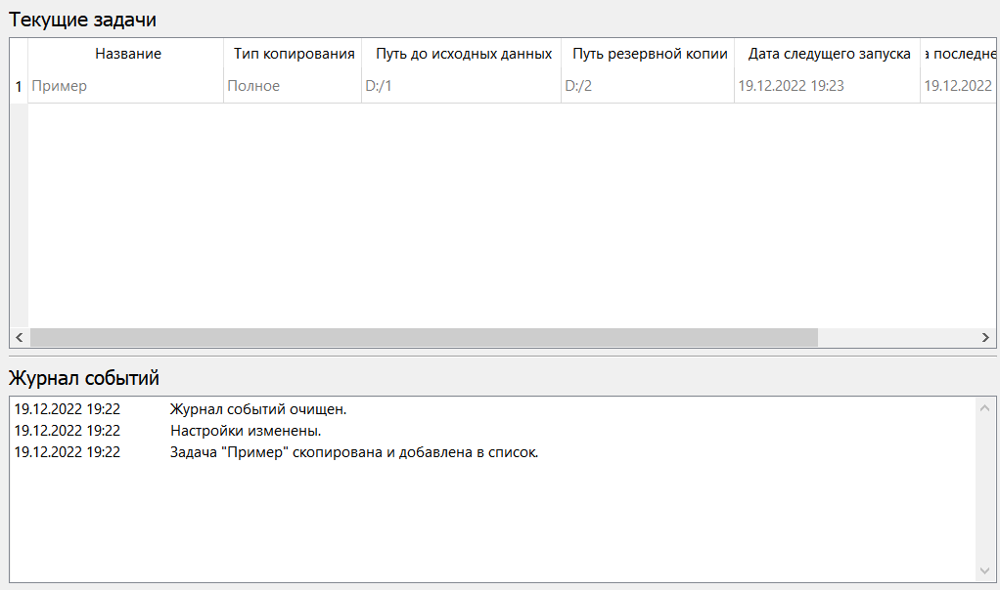 Текущие задачи
Название Тип копирования Путь до исходных данных Путь резервной копии Дата следущего запуска а последне
1 Пример Полное D:/1 D:/2 19.12.2022 19:23 19.12.2022
Журнал событий
19.12.2022 19:22 Журнал событий очищен.
19.12.2022 19:22 Настройки изменены.
19.12.2022 19:22 Задача "Пример" скопирована и добавлена в список.